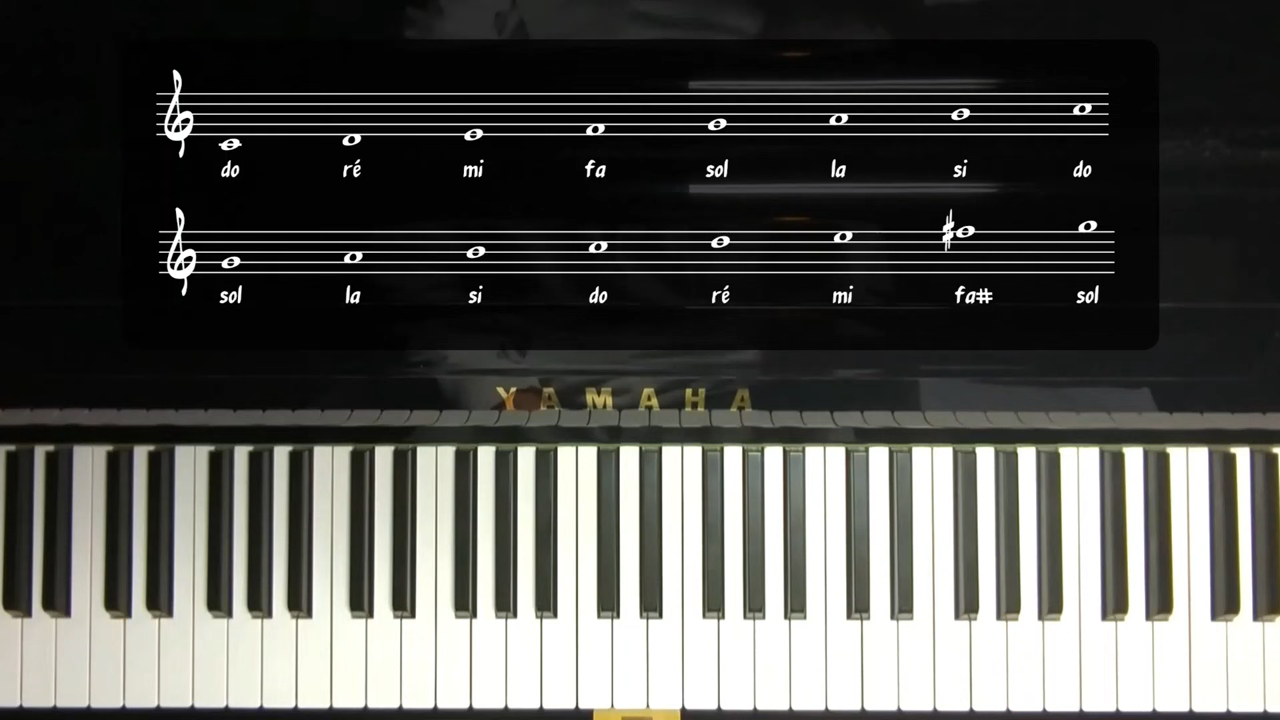 do ré mi fa sol la si do
sol la si do ré mi fa# sol
YAMAHA